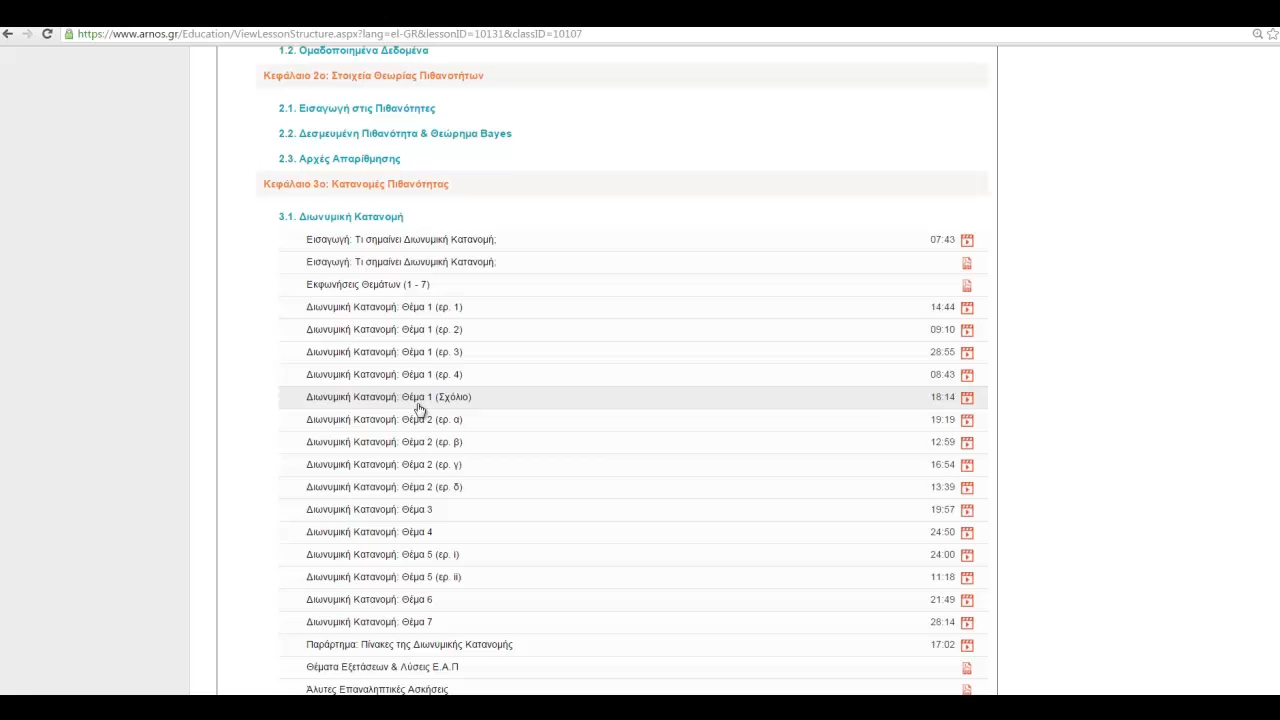 https://www.arnos.gr/Education/ViewLessonStructure.aspx?lang=el-GR&lessonID=10131&classID=10107
1.2. Ομαδοποιημένα Δεδομένα
Κεφάλαιο 2ο: Στοιχεία Θεωρίας Πιθανοτήτων
2.1. Εισαγωγή στις Πιθανότητες
2.2. Δεσμευμένη Πιθανότητα & Θεώρημα Bayes
2.3. Αρχές Απαρίθμησης
Κεφάλαιο 3ο: Κατανομές Πιθανότητας
3.1. Διωνυμική Κατανομή
Εισαγωγή: Τι σημαίνει Διωνυμική Κατανομή; 07:43
Εισαγωγή: Τι σημαίνει Διωνυμική Κατανομή;
Εκφωνήσεις Θεμάτων (1 - 7)
Διωνυμική Κατανομή: Θέμα 1 (ερ. 1) 14:44
Διωνυμική Κατανομή: Θέμα 1 (ερ. 2) 09:10
Διωνυμική Κατανομή: Θέμα 1 (ερ. 3) 28:55
Διωνυμική Κατανομή: Θέμα 1 (ερ. 4) 08:43
Διωνυμική Κατανομή: Θέμα 1 (Σχόλιο) 18:14
Διωνυμική Κατανομή: Θέμα 2 (ερ. α) 19:19
Διωνυμική Κατανομή: Θέμα 2 (ερ. β) 12:59
Διωνυμική Κατανομή: Θέμα 2 (ερ. γ) 16:54
Διωνυμική Κατανομή: Θέμα 2 (ερ. δ) 13:39
Διωνυμική Κατανομή: Θέμα 3 19:57
Διωνυμική Κατανομή: Θέμα 4 24:50
Διωνυμική Κατανομή: Θέμα 5 (ερ. i) 24:00
Διωνυμική Κατανομή: Θέμα 5 (ερ. ii) 11:18
Διωνυμική Κατανομή: Θέμα 6 21:49
Διωνυμική Κατανομή: Θέμα 7 28:14
Παράρτημα: Πίνακες της Διωνυμικής Κατανομής 17:02
Θέματα Εξετάσεων & Λύσεις Ε.Α.Π
Άλυτες Επαναληπτικές Ασκήσεις